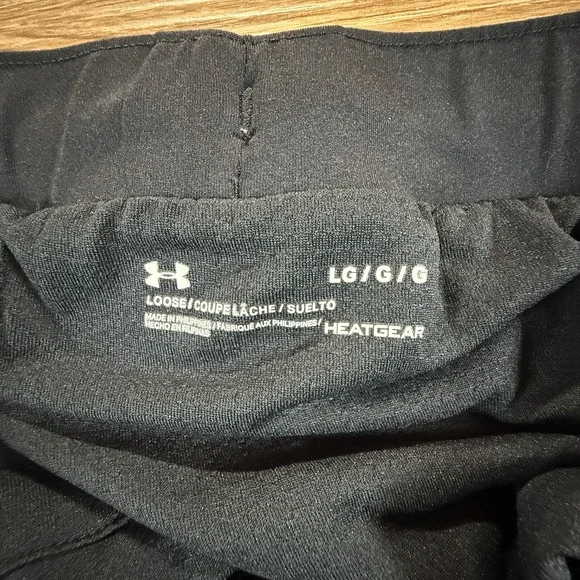 LG / G / G
LOOSE / COUPE LÂCHE / SUELTO
MADE IN PHILIPPINES / FABRIQUÉ AUX PHILIPPINES /
HECHO EN FILIPINAS
HEATGEAR